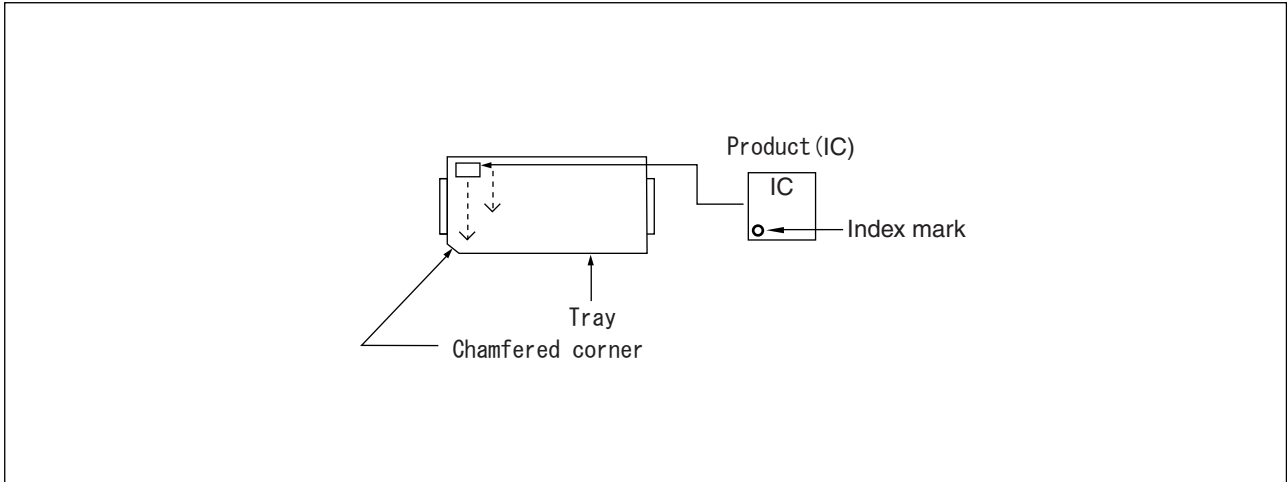 Product(IC)
IC
Index mark
Tray
Chamfered corner